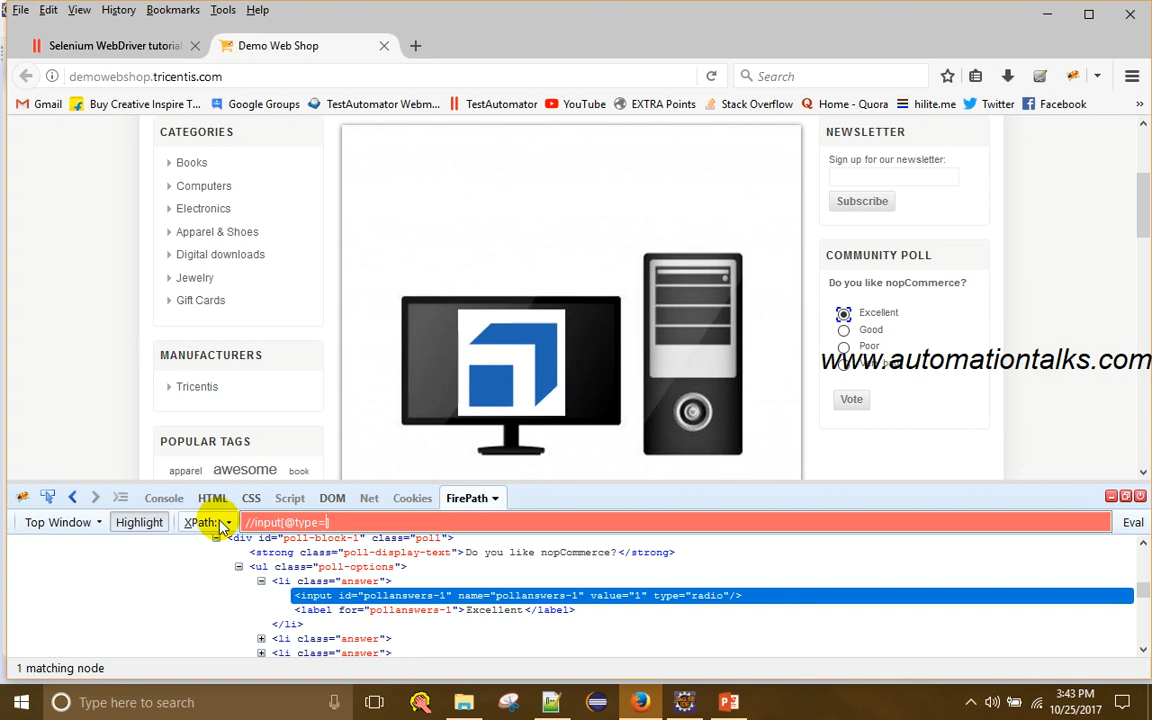 File Edit View History Bookmarks Tools Help
Selenium WebDriver tutorial
Demo Web Shop
demowebshop.tricentis.com
Search
Gmail Buy Creative Inspire T... Google Groups TestAutomator Webm... TestAutomator YouTube EXTRA Points Stack Overflow Home - Quora hilite.me Twitter Facebook »
CATEGORIES
Books
Computers
Electronics
Apparel & Shoes
Digital downloads
Jewelry
Gift Cards
MANUFACTURERS
Tricentis
POPULAR TAGS
apparel awesome book
NEWSLETTER
Sign up for our newsletter:
Subscribe
COMMUNITY POLL
Do you like nopCommerce?
Excellent
Good
Poor
www.automationtalks.com
Vote
Console HTML CSS Script DOM Net Cookies FirePath
Top Window Highlight XPath: //input[@type=] Eval
<div id="poll-block-1" class="poll">
<strong class="poll-display-text">Do you like nopCommerce?</strong>
<ul class="poll-options">
<li class="answer">
<input id="pollanswers-1" name="pollanswers-1" value="1" type="radio"/>
<label for="pollanswers-1">Excellent</label>
</li>
<li class="answer">
<li class="answer">
1 matching node
Type here to search
3:43 PM
10/25/2017